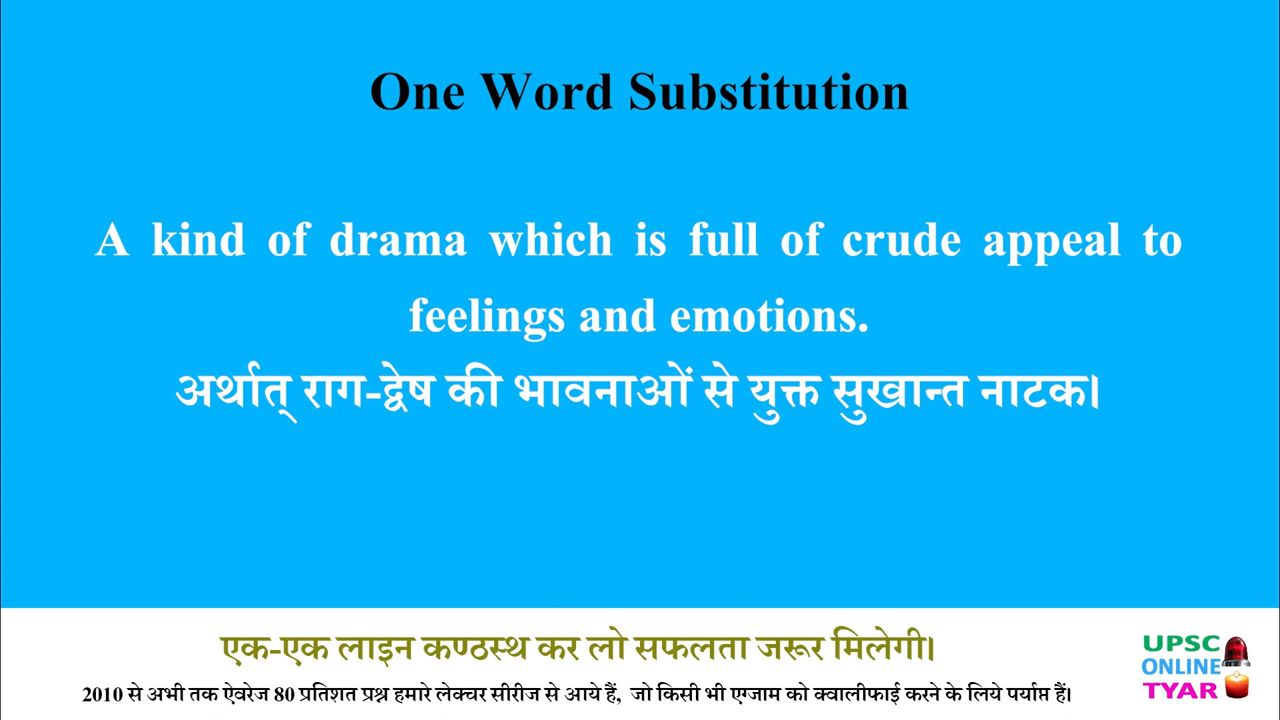 One Word Substitution
A kind of drama which is full of crude appeal to
feelings and emotions.
अर्थात् राग-द्वेष की भावनाओं से युक्त सुखान्त नाटक।
एक-एक लाइन कण्ठस्थ कर लो सफलता जरूर मिलेगी।
2010 से अभी तक ऐवरेज 80 प्रतिशत प्रश्न हमारे लेक्चर सीरीज से आये हैं, जो किसी भी एग्जाम को क्वालीफाई करने के लिये पर्याप्त हैं।
UPSC
ONLINE
TYAR